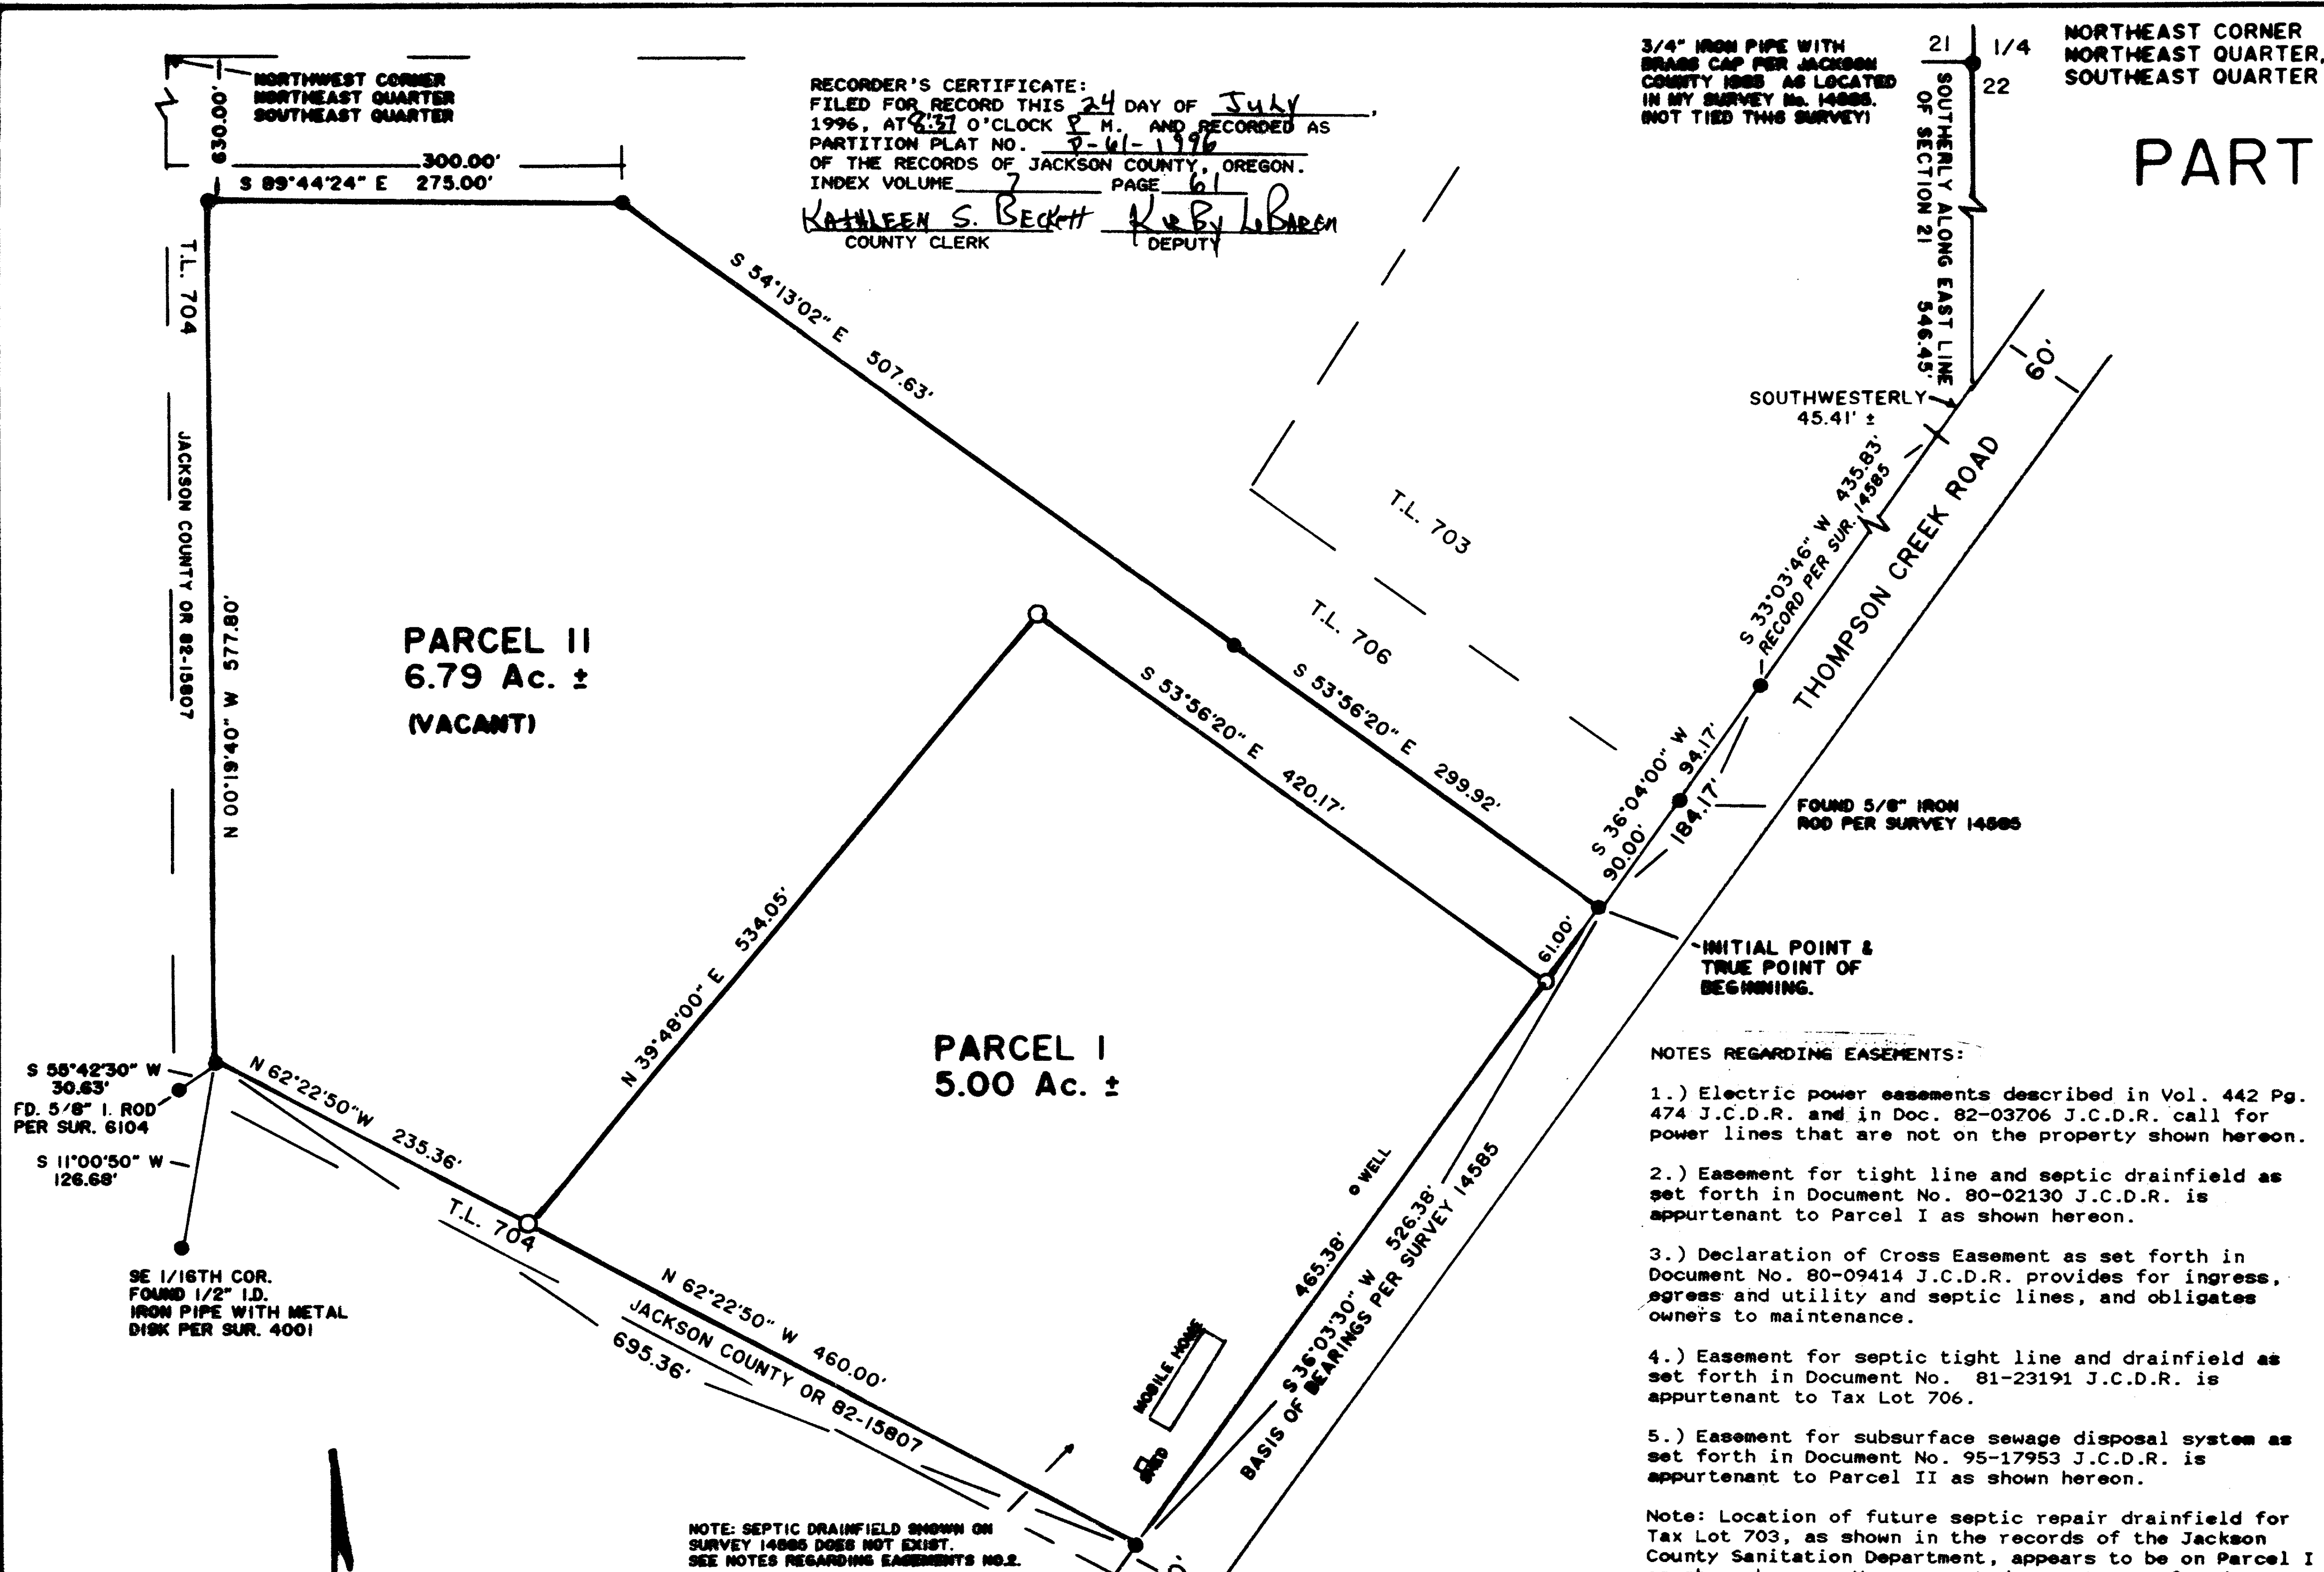 NORTHWEST CORNER
NORTHEAST QUARTER
SOUTHEAST QUARTER
630.00'
300.00'
S 89°44'24" E 275.00'
RECORDER'S CERTIFICATE:
FILED FOR RECORD THIS 24 DAY OF July,
1996, AT 8:37 O'CLOCK P M. AND RECORDED AS
PARTITION PLAT NO. P-61-1996
OF THE RECORDS OF JACKSON COUNTY, OREGON.
INDEX VOLUME 7 PAGE 61
KATHLEEN S. BECKETT
COUNTY CLERK
DEPUTY
3/4" IRON PIPE WITH
BRASS CAP PER JACKSON
COUNTY 1985 AS LOCATED
IN MY SURVEY No. 14585.
(NOT TIED THIS SURVEY)
21
1/4
22
NORTHEAST CORNER
NORTHEAST QUARTER,
SOUTHEAST QUARTER
PART
SOUTHERLY ALONG EAST LINE
OF SECTION 21 546.45'
60'
SOUTHWESTERLY
45.41' ±
S 33°03'46" W 435.83'
RECORD PER SUR. 14585
THOMPSON CREEK ROAD
T.L. 704
JACKSON COUNTY OR 82-15807
N 00°19'40" W 577.80'
S 54°13'02" E 507.63'
T.L. 703
T.L. 706
PARCEL II
6.79 Ac. ±
(VACANT)
S 53°56'20" E 420.17'
S 53°56'20" E 299.92'
S 36°04'00" W
94.17'
90.00'
184.17'
FOUND 5/8" IRON
ROD PER SURVEY 14585
61.00'
INITIAL POINT &
TRUE POINT OF
BEGINNING.
N 39°48'00" E 534.05'
PARCEL I
5.00 Ac. ±
S 55°42'30" W
30.63'
FD. 5/8" I. ROD
PER SUR. 6104
S 11°00'50" W
126.68'
SE 1/16TH COR.
FOUND 1/2" I.D.
IRON PIPE WITH METAL
DISK PER SUR. 4001
N 62°22'50"W 235.36'
T.L. 704
N 62°22'50" W 460.00'
JACKSON COUNTY OR 82-15807
695.36'
WELL
465.38'
S 36°03'30" W 526.38'
BASIS OF BEARINGS PER SURVEY 14585
MOBILE HOME
SHED
NOTE: SEPTIC DRAINFIELD SHOWN ON
SURVEY 14585 DOES NOT EXIST.
SEE NOTES REGARDING EASEMENTS NO.2.
NOTES REGARDING EASEMENTS:
1.) Electric power easements described in Vol. 442 Pg.
474 J.C.D.R. and in Doc. 82-03706 J.C.D.R. call for
power lines that are not on the property shown hereon.
2.) Easement for tight line and septic drainfield as
set forth in Document No. 80-02130 J.C.D.R. is
appurtenant to Parcel I as shown hereon.
3.) Declaration of Cross Easement as set forth in
Document No. 80-09414 J.C.D.R. provides for ingress,
egress and utility and septic lines, and obligates
owners to maintenance.
4.) Easement for septic tight line and drainfield as
set forth in Document No. 81-23191 J.C.D.R. is
appurtenant to Tax Lot 706.
5.) Easement for subsurface sewage disposal system as
set forth in Document No. 95-17953 J.C.D.R. is
appurtenant to Parcel II as shown hereon.
Note: Location of future septic repair drainfield for
Tax Lot 703, as shown in the records of the Jackson
County Sanitation Department, appears to be on Parcel I